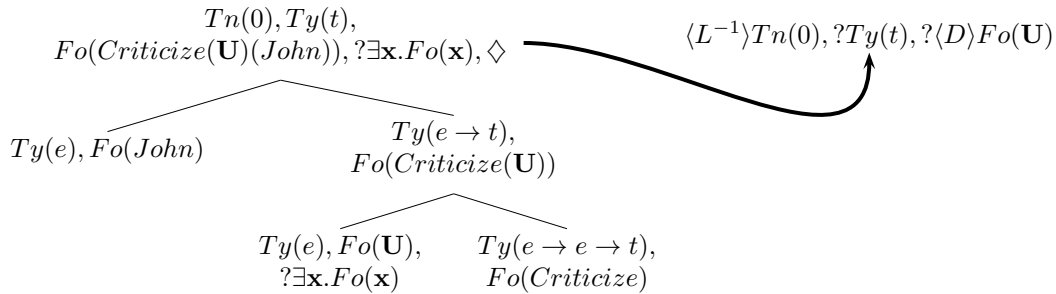 Tn(0), Ty(t),
Fo(Criticize(U)(John)), ?∃x.Fo(x), ◊
⟨L⁻¹⟩Tn(0), ?Ty(t), ?⟨D⟩Fo(U)
Ty(e), Fo(John)
Ty(e → t),
Fo(Criticize(U))
Ty(e), Fo(U),
?∃x.Fo(x)
Ty(e → e → t),
Fo(Criticize)